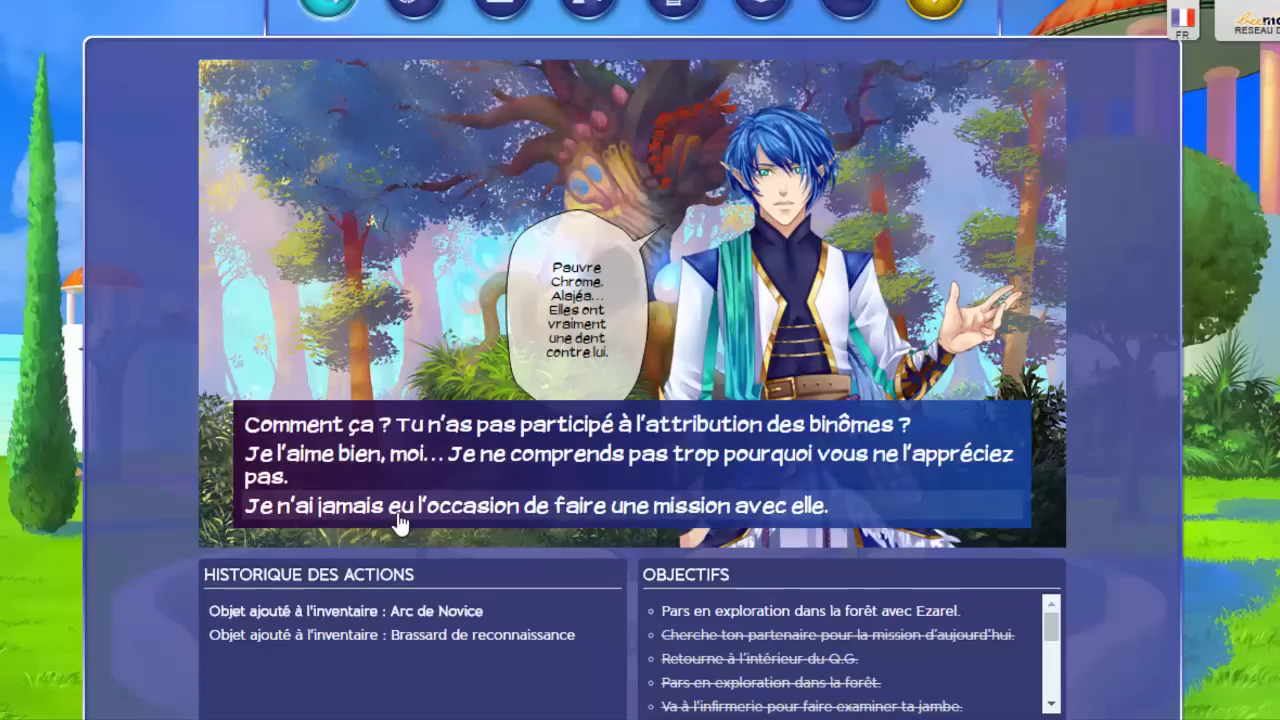 FR
RESEAU D
Pauvre
Chrome.
Alajéa...
Elles ont
vraiment
une dent
contre lui.
Comment ça ? Tu n'as pas participé à l'attribution des binômes ?
Je l'aime bien, moi... Je ne comprends pas trop pourquoi vous ne l'appréciez
pas.
Je n'ai jamais eu l'occasion de faire une mission avec elle.
HISTORIQUE DES ACTIONS
Objet ajouté à l'inventaire : Arc de Novice
Objet ajouté à l'inventaire : Brassard de reconnaissance
OBJECTIFS
Pars en exploration dans la forêt avec Ezarel.
Cherche ton partenaire pour la mission d'aujourd'hui.
Retourne à l'intérieur du Q.G.
Pars en exploration dans la forêt.
Va à l'infirmerie pour faire examiner ta jambe.